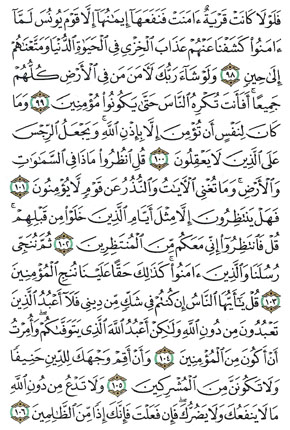 فَلَوْلَا كَانَتْ قَرْيَةٌ ءَامَنَتْ فَنَفَعَهَآ إِيمَٰنُهَآ إِلَّا قَوْمَ يُونُسَ لَمَّآ
ءَامَنُوا۟ كَشَفْنَا عَنْهُمْ عَذَابَ ٱلْخِزْىِ فِى ٱلْحَيَوٰةِ ٱلدُّنْيَا وَمَتَّعْنَٰهُمْ
إِلَىٰ حِينٍ ٩٨ وَلَوْ شَآءَ رَبُّكَ لَءَامَنَ مَن فِى ٱلْأَرْضِ كُلُّهُمْ
جَمِيعًا ۚ أَفَأَنتَ تُكْرِهُ ٱلنَّاسَ حَتَّىٰ يَكُونُوا۟ مُؤْمِنِينَ ٩٩ وَمَا
كَانَ لِنَفْسٍ أَن تُؤْمِنَ إِلَّا بِإِذْنِ ٱللَّهِ ۚ وَيَجْعَلُ ٱلرِّجْسَ
عَلَى ٱلَّذِينَ لَا يَعْقِلُونَ ١٠٠ قُلِ ٱنظُرُوا۟ مَاذَا فِى ٱلسَّمَٰوَٰتِ
وَٱلْأَرْضِ ۚ وَمَا تُغْنِى ٱلْءَايَٰتُ وَٱلنُّذُرُ عَن قَوْمٍ لَّا يُؤْمِنُونَ ١٠١
فَهَلْ يَنتَظِرُونَ إِلَّا مِثْلَ أَيَّامِ ٱلَّذِينَ خَلَوْا۟ مِن قَبْلِهِمْ ۚ
قُلْ فَٱنتَظِرُوٓا۟ إِنِّى مَعَكُم مِّنَ ٱلْمُنتَظِرِينَ ١٠٢ ثُمَّ نُنَجِّى
رُسُلَنَا وَٱلَّذِينَ ءَامَنُوا۟ ۚ كَذَٰلِكَ حَقًّا عَلَيْنَا نُنجِ ٱلْمُؤْمِنِينَ
١٠٣ قُلْ يَٰٓأَيُّهَا ٱلنَّاسُ إِن كُنتُمْ فِى شَكٍّ مِّن دِينِى فَلَآ أَعْبُدُ ٱلَّذِينَ
تَعْبُدُونَ مِن دُونِ ٱللَّهِ وَلَٰكِنْ أَعْبُدُ ٱللَّهَ ٱلَّذِى يَتَوَفَّىٰكُمْ ۖ وَأُمِرْتُ
أَنْ أَكُونَ مِنَ ٱلْمُؤْمِنِينَ ١٠٤ وَأَنْ أَقِمْ وَجْهَكَ لِلدِّينِ حَنِيفًا
وَلَا تَكُونَنَّ مِنَ ٱلْمُشْرِكِينَ ١٠٥ وَلَا تَدْعُ مِن دُونِ ٱللَّهِ
مَا لَا يَنفَعُكَ وَلَا يَضُرُّكَ ۖ فَإِن فَعَلْتَ فَإِنَّكَ إِذًا مِّنَ ٱلظَّٰلِمِينَ ١٠٦